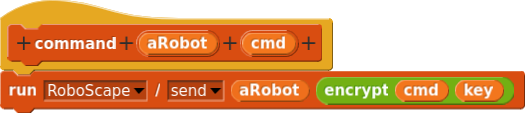 + command + aRobot + cmd +
run RoboScape / send aRobot encrypt cmd key